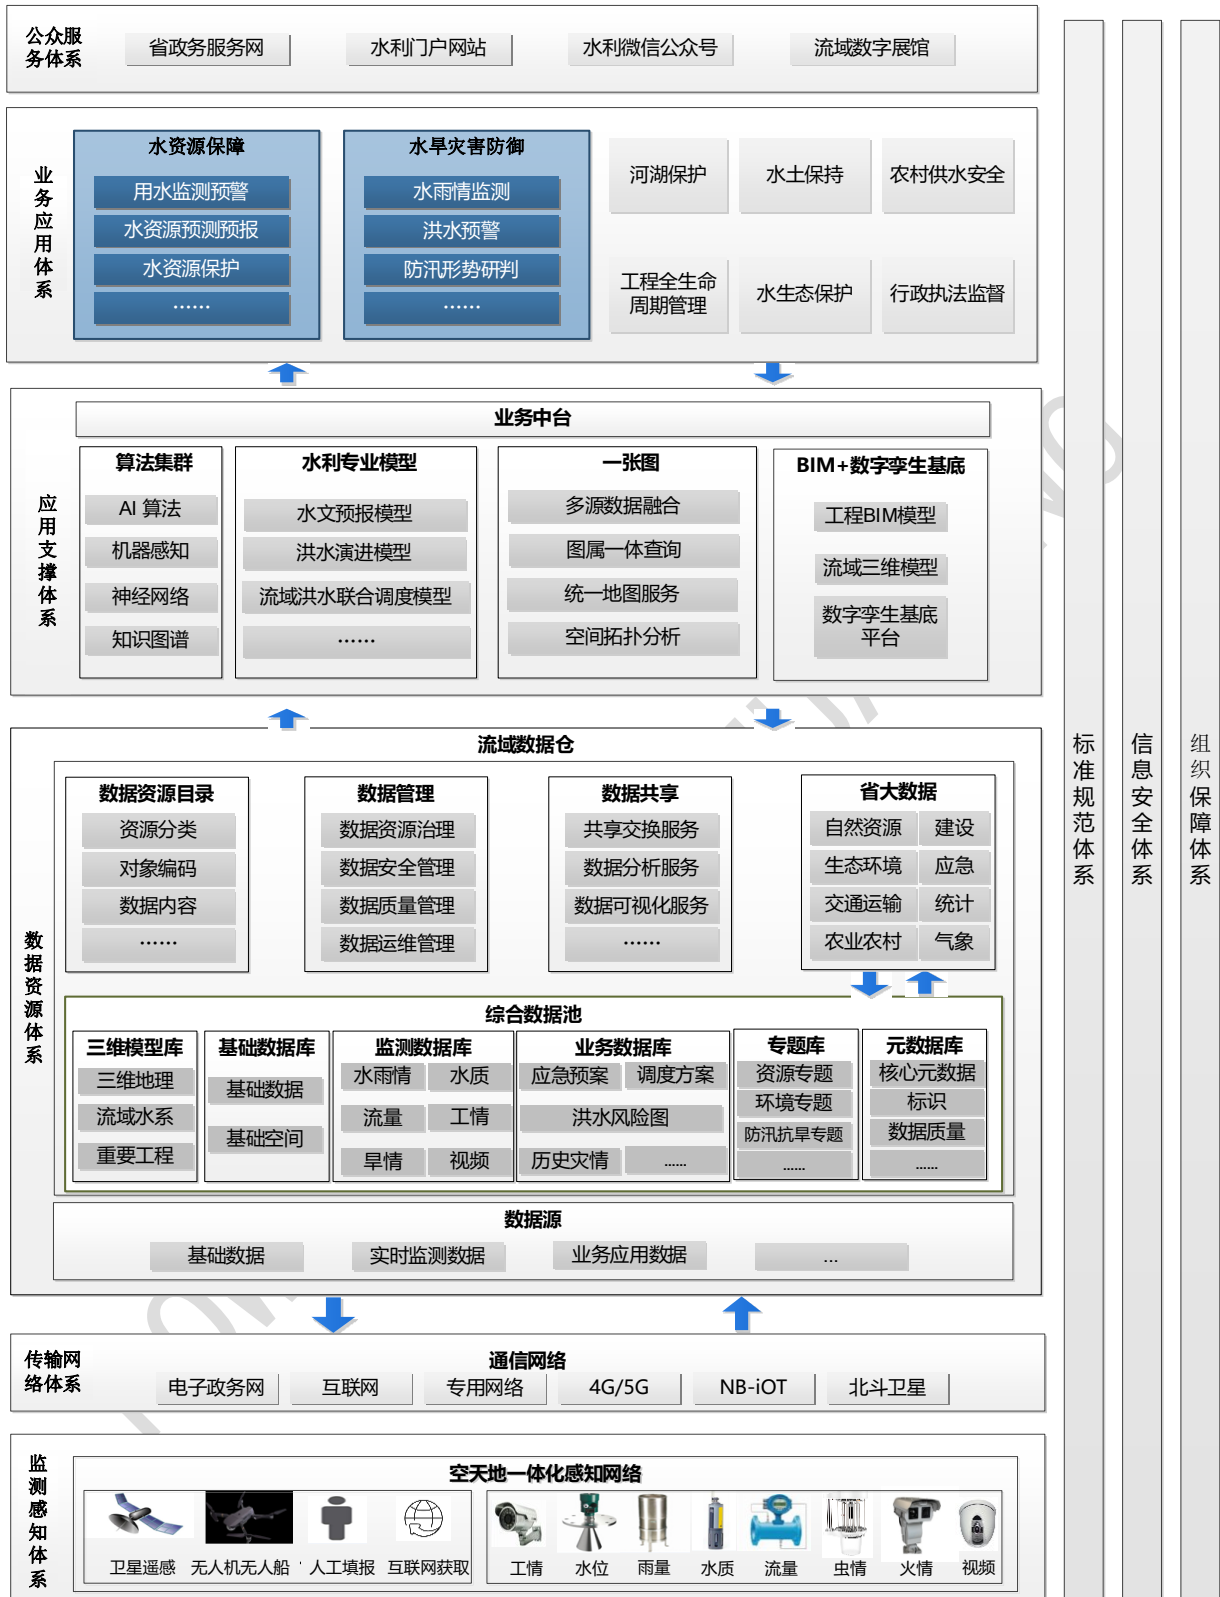 公众服
务体系
省政务服务网
水利门户网站
水利微信公众号
流域数字展馆
业务应用体系
水资源保障
用水监测预警
水资源预测预报
水资源保护
······
水旱灾害防御
水雨情监测
洪水预警
防汛形势研判
······
河湖保护
水土保持
农村供水安全
工程全生命
周期管理
水生态保护
行政执法监督
应用支撑体系
业务中台
算法集群
AI 算法
机器感知
神经网络
知识图谱
水利专业模型
水文预报模型
洪水演进模型
流域洪水联合调度模型
······
一张图
多源数据融合
图属一体查询
统一地图服务
空间拓扑分析
BIM+数字孪生基底
工程BIM模型
流域三维模型
数字孪生基底
平台
数据资源体系
流域数据仓
数据资源目录
资源分类
对象编码
数据内容
······
数据管理
数据资源治理
数据安全管理
数据质量管理
数据运维管理
数据共享
共享交换服务
数据分析服务
数据可视化服务
······
省大数据
自然资源
建设
生态环境
应急
交通运输
统计
农业农村
气象
综合数据池
三维模型库
三维地理
流域水系
重要工程
基础数据库
基础数据
基础空间
监测数据库
水雨情
水质
流量
工情
旱情
视频
业务数据库
应急预案
调度方案
洪水风险图
历史灾情
......
专题库
资源专题
环境专题
防汛抗旱专题
......
元数据库
核心元数据
标识
数据质量
......
数据源
基础数据
实时监测数据
业务应用数据
...
传输网
络体系
通信网络
电子政务网
互联网
专用网络
4G/5G
NB-iOT
北斗卫星
监测感知体系
空天地一体化感知网络
卫星遥感
无人机无人船
人工填报
互联网获取
工情
水位
雨量
水质
流量
虫情
火情
视频
标准规范体系
信息安全体系
组织保障体系